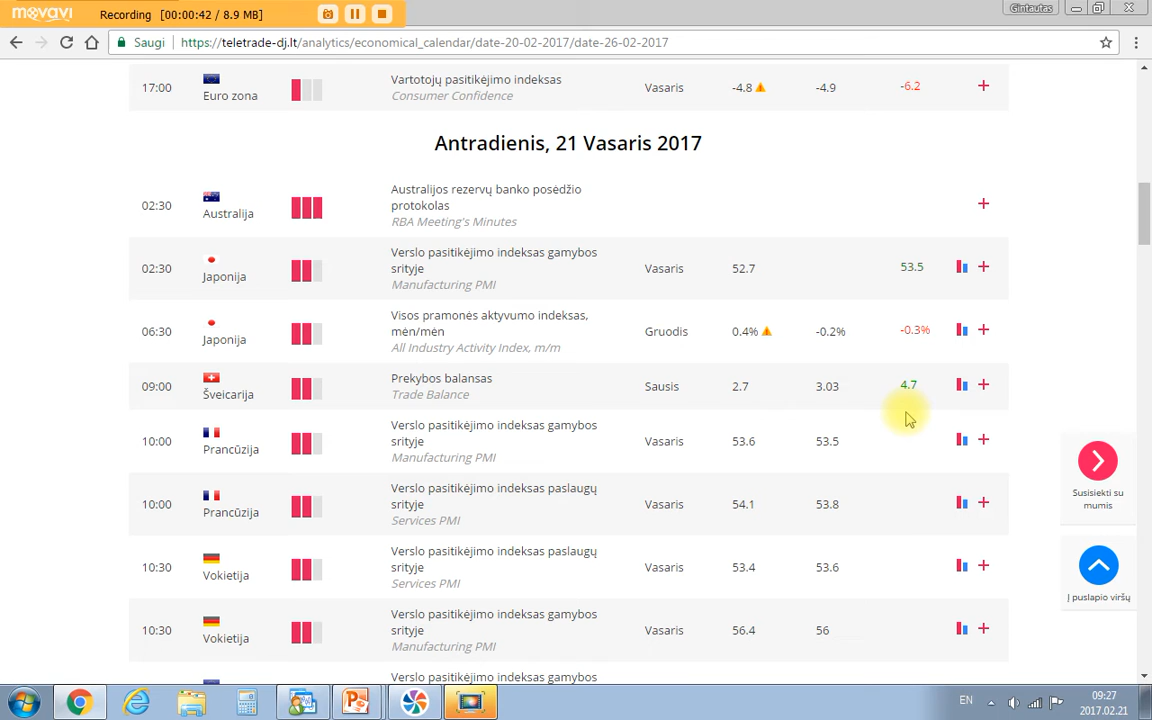 movavi
Recording [00:00:42 / 8.9 MB]
Gintautas
Saugi https://teletrade-dj.lt/analytics/economical_calendar/date-20-02-2017/date-26-02-2017
17:00 Euro zona Vartotojų pasitikėjimo indeksas Consumer Confidence Vasaris -4.8 -4.9 -6.2 +
Antradienis, 21 Vasaris 2017
02:30 Australija Australijos rezervų banko posėdžio
protokolas
RBA Meeting's Minutes +
02:30 Japonija Verslo pasitikėjimo indeksas gamybos
srityje
Manufacturing PMI Vasaris 52.7 53.5 +
06:30 Japonija Visos pramonės aktyvumo indeksas,
mėn/mėn
All Industry Activity Index, m/m Gruodis 0.4% -0.2% -0.3% +
09:00 Šveicarija Prekybos balansas
Trade Balance Sausis 2.7 3.03 4.7 +
10:00 Prancūzija Verslo pasitikėjimo indeksas gamybos
srityje
Manufacturing PMI Vasaris 53.6 53.5 +
10:00 Prancūzija Verslo pasitikėjimo indeksas paslaugų
srityje
Services PMI Vasaris 54.1 53.8 +
10:30 Vokietija Verslo pasitikėjimo indeksas paslaugų
srityje
Services PMI Vasaris 53.4 53.6 +
10:30 Vokietija Verslo pasitikėjimo indeksas gamybos
srityje
Manufacturing PMI Vasaris 56.4 56 +
Verslo pasitikėjimo indeksas gamybos
Susisiekti su
mumis
Į puslapio viršų
EN
09:27
2017.02.21